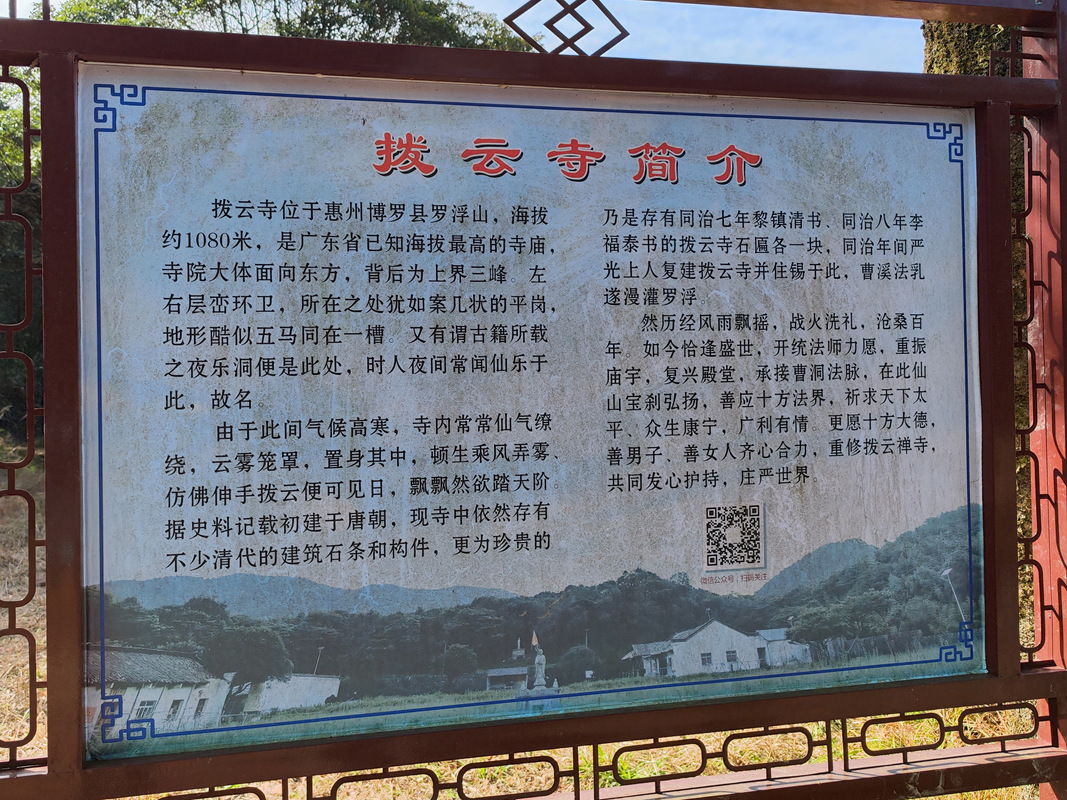 拨云寺简介
拨云寺位于惠州博罗县罗浮山，海拔
约1080米，是广东省已知海拔最高的寺庙，
寺院大体面向东方，背后为上界三峰。左
右层峦环卫，所在之处犹如案几状的平岗，
地形酷似五马同在一槽。又有谓古籍所载
之夜乐洞便是此处，时人夜间常闻仙乐于
此，故名。
由于此间气候高寒，寺内常常仙气缭
绕，云雾笼罩，置身其中，顿生乘风弄雾、
仿佛伸手拨云便可见日，飘飘然欲踏天阶。
据史料记载初建于唐朝，现寺中依然存有
不少清代的建筑石条和构件，更为珍贵的
乃是存有同治七年黎镇清书、同治八年李
福泰书的拨云寺石匾各一块，同治年间严
光上人复建拨云寺并住锡于此，曹溪法乳
遂漫灌罗浮。
然历经风雨飘摇，战火洗礼，沧桑百
年。如今恰逢盛世，开统法师力愿，重振
庙宇，复兴殿堂，承接曹洞法脉，在此仙
山宝刹弘扬，善应十方法界，祈求天下太
平、众生康宁，广利有情。更愿十方大德，
善男子、善女人齐心合力，重修拨云禅寺，
共同发心护持，庄严世界。
微信公众号，扫码关注